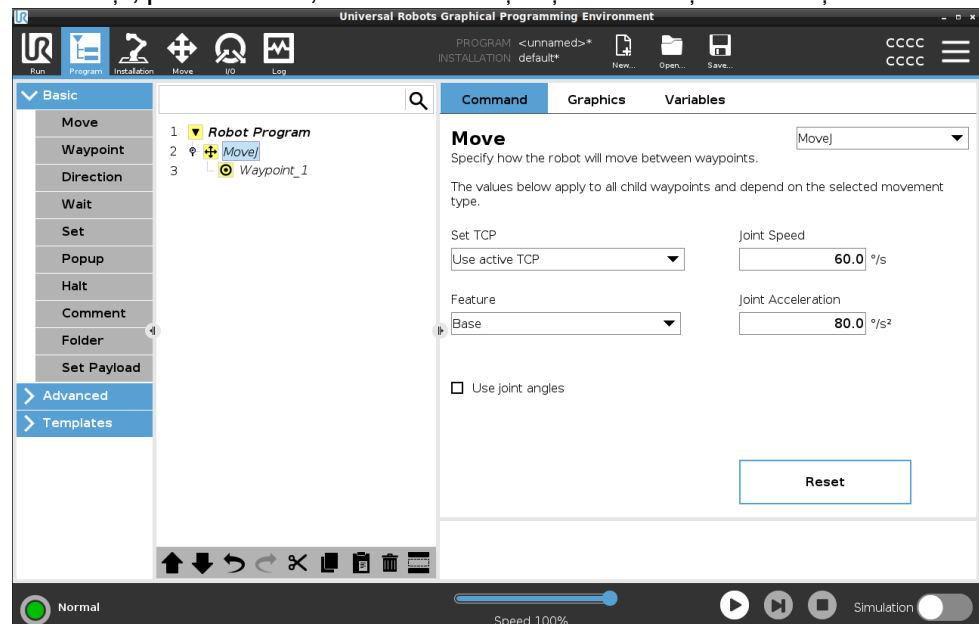 Universal Robots Graphical Programming Environment
PROGRAM <unnamed>*
INSTALLATION default*
CCCC
CCCC
Run
Program
Installation
Move
I/O
Log
New...
Open...
Save...
Basic
Move
Waypoint
Direction
Wait
Set
Popup
Halt
Comment
Folder
Set Payload
Advanced
Templates
1 Robot Program
2 MoveJ
3 Waypoint_1
Command Graphics Variables
Move
MoveJ
Specify how the robot will move between waypoints.
The values below apply to all child waypoints and depend on the selected movement
type.
Set TCP
Joint Speed
Use active TCP
60.0 °/s
Feature
Joint Acceleration
Base
80.0 °/s²
Use joint angles
Reset
Normal
Speed 100%
Simulation